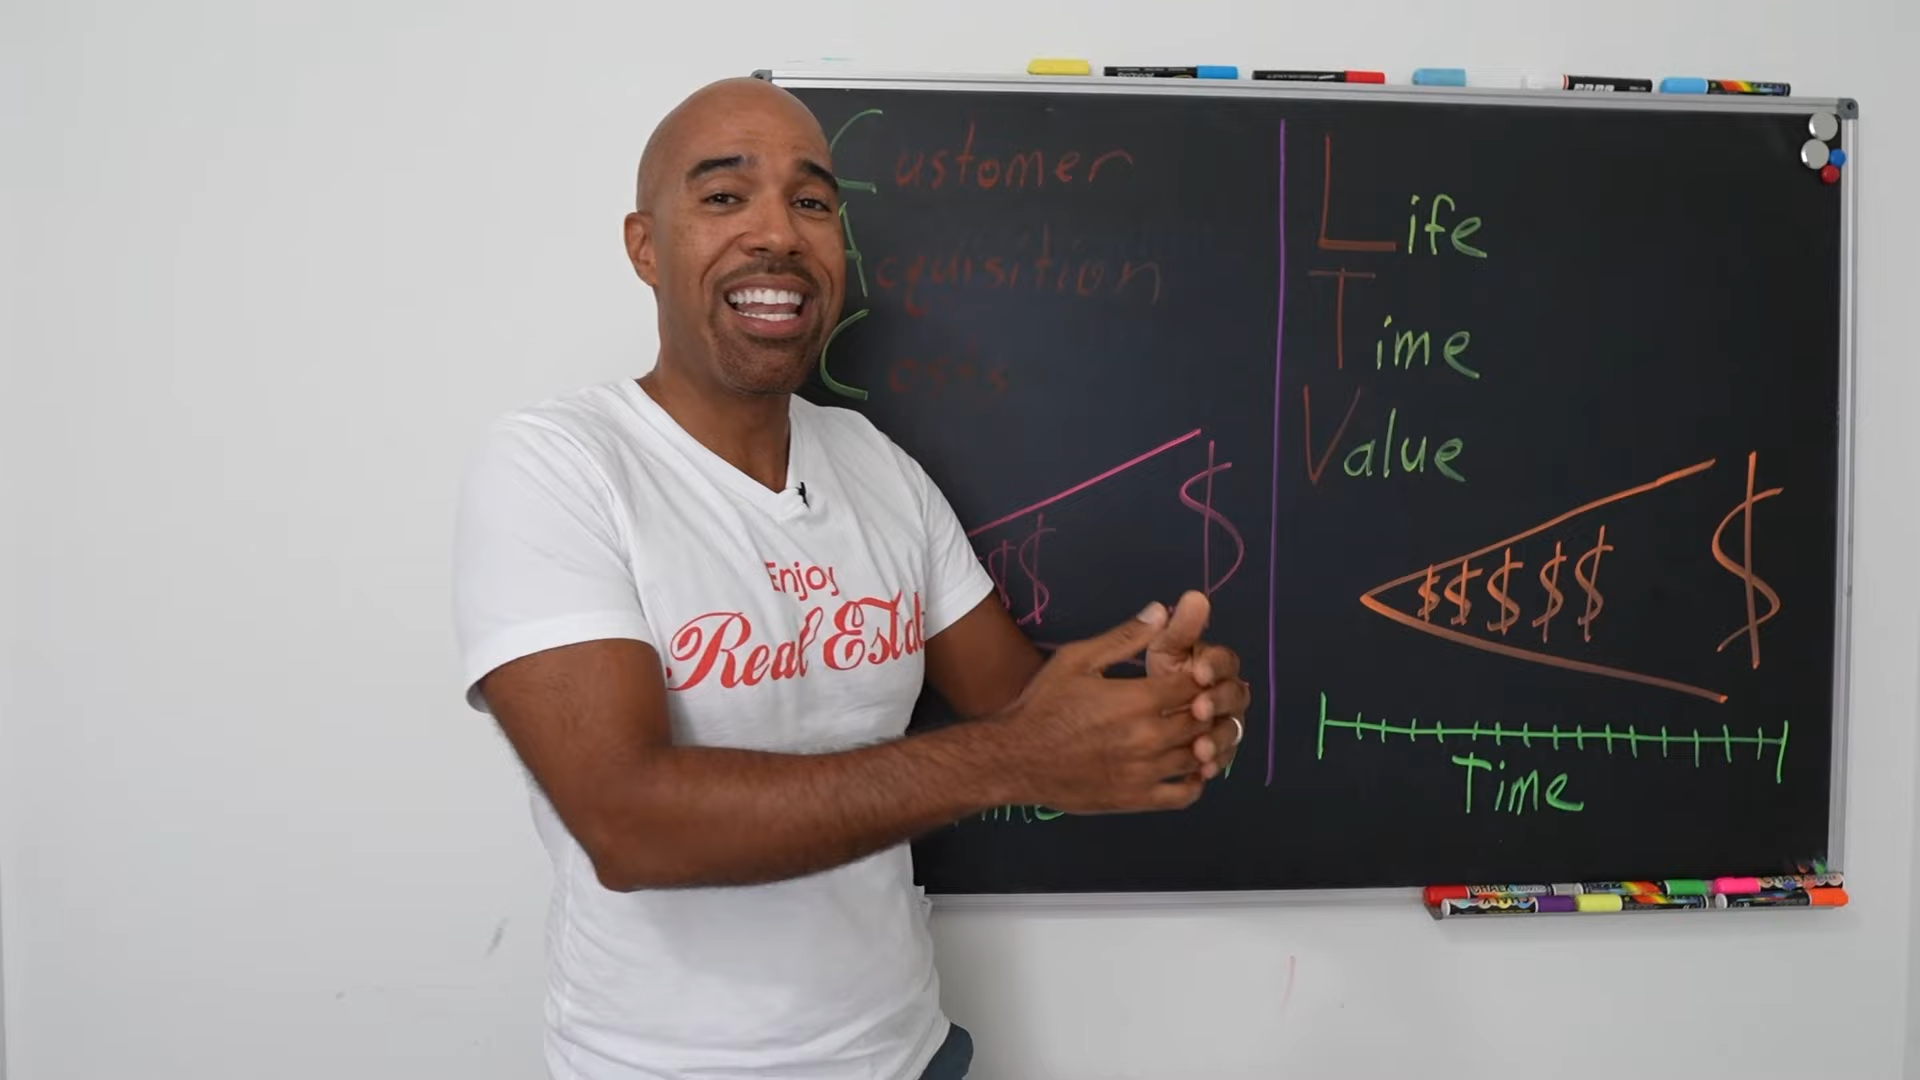 Customer
Acquisition
Costs
$$ $
Life
Time
Value
$$$$$ $
Time
Enjoy
Real Estate